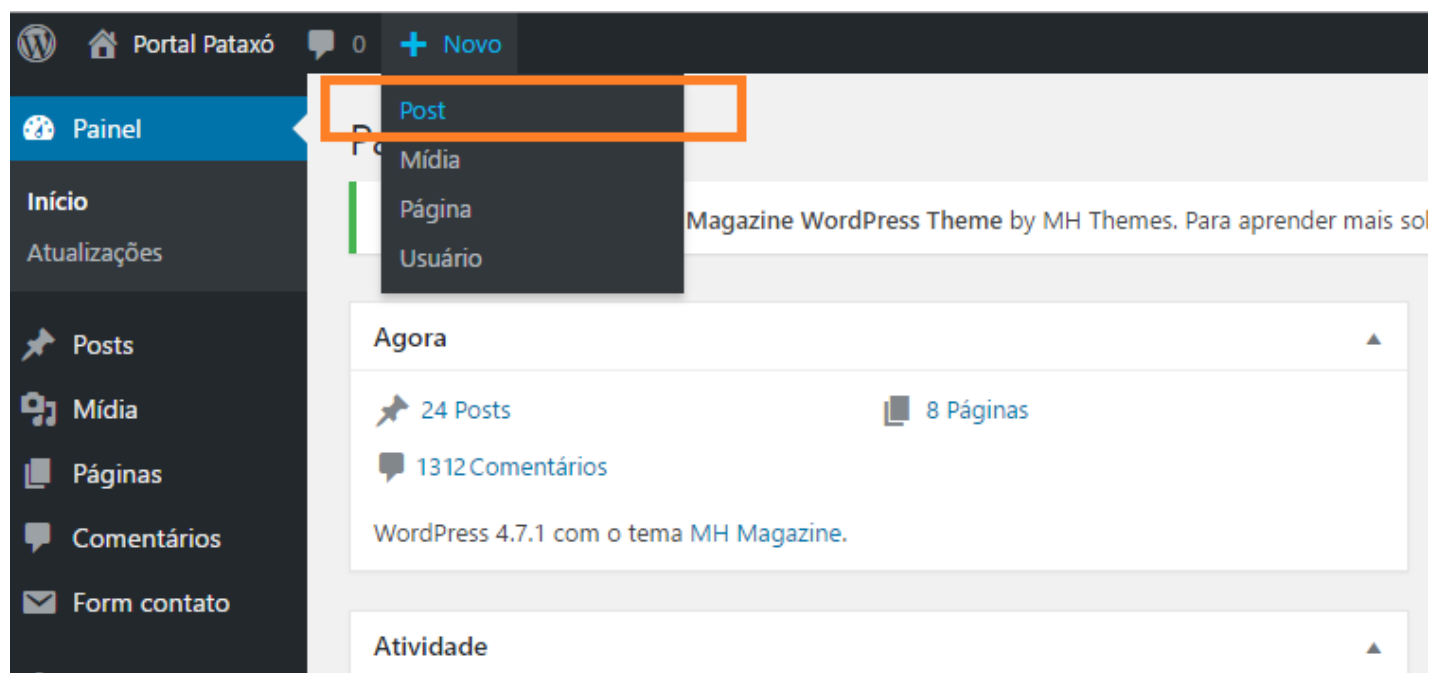 Portal Pataxó 0 Novo
Post
Mídia
Página
Usuário
Painel
Início
Atualizações
Posts
Mídia
Páginas
Comentários
Form contato
Magazine WordPress Theme by MH Themes. Para aprender mais
Agora
24 Posts
8 Páginas
1312 Comentários
WordPress 4.7.1 com o tema MH Magazine.
Atividade